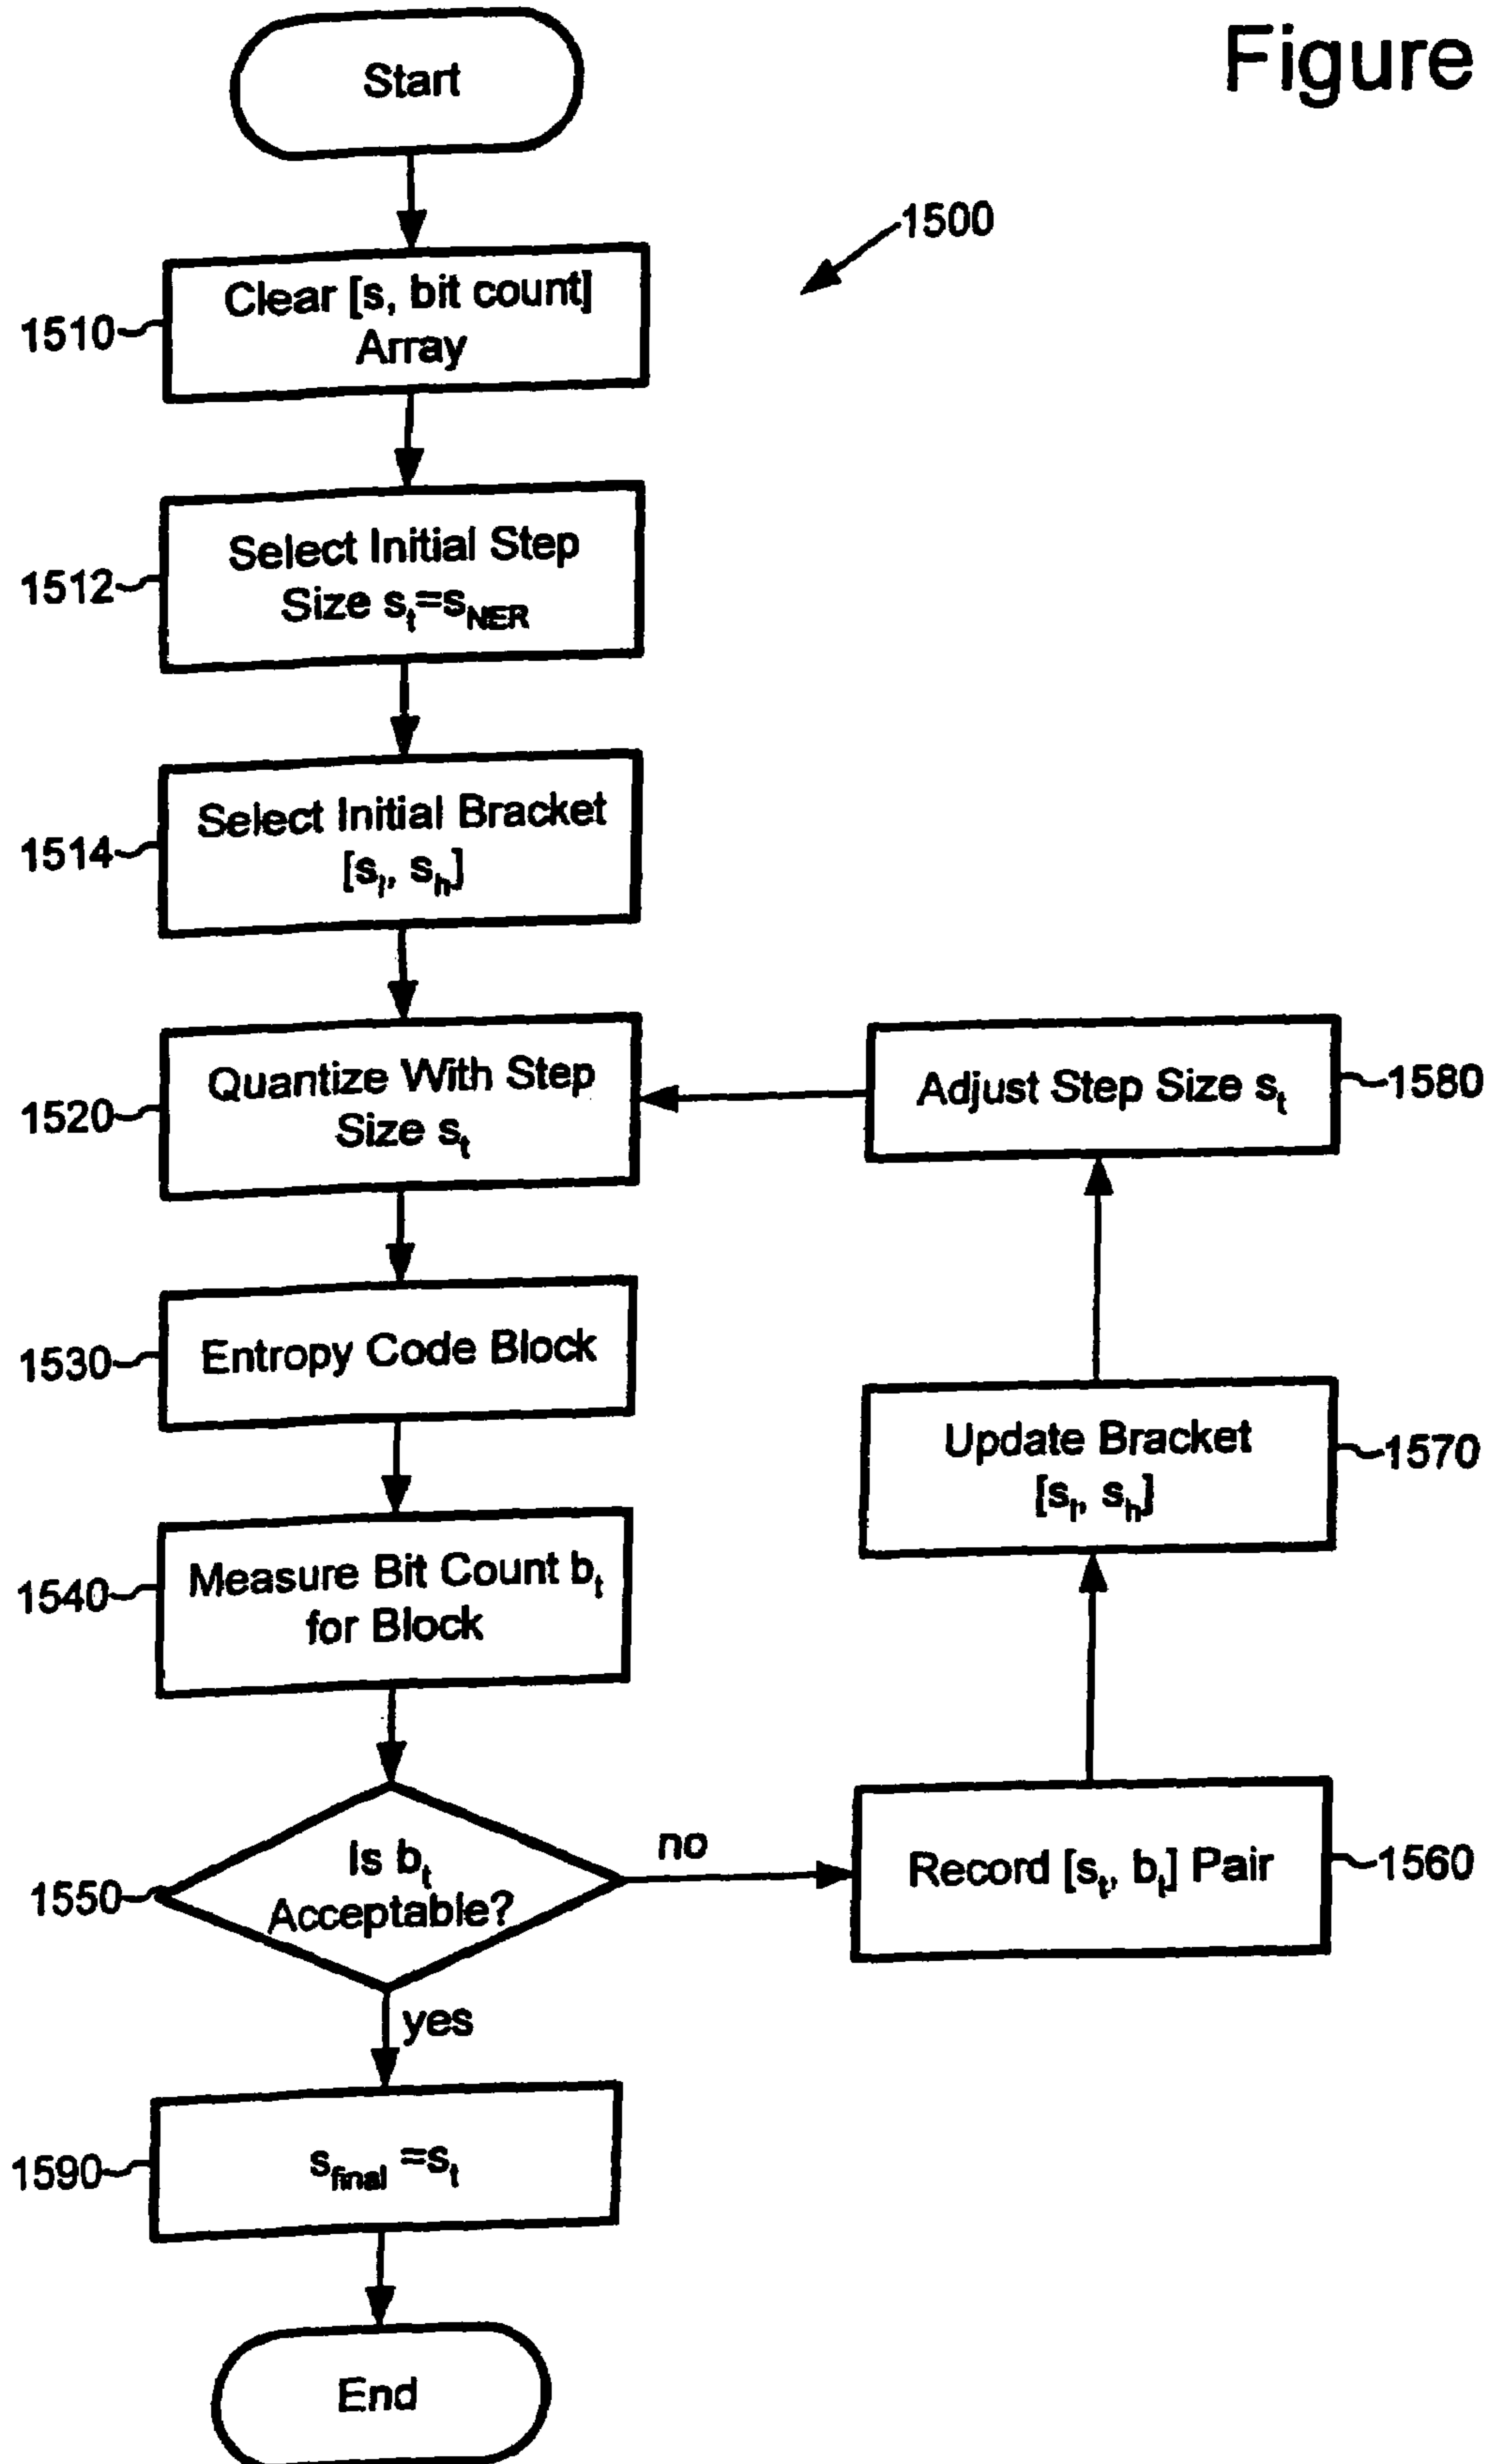 Figure
Start
1500
1510
Clear [s, bit count]
Array
1512
Select Initial Step
Size sₜ=s_NER
1514
Select Initial Bracket
[sₗ, sₕ]
1520
Quantize With Step
Size sₜ
Adjust Step Size sₜ
1580
1530
Entropy Code Block
Update Bracket
[sₗ, sₕ]
1570
1540
Measure Bit Count bₜ
for Block
1550
Is bₜ
Acceptable?
no
Record [sₜ, bₜ] Pair
1560
yes
1590
s_final =sₜ
End